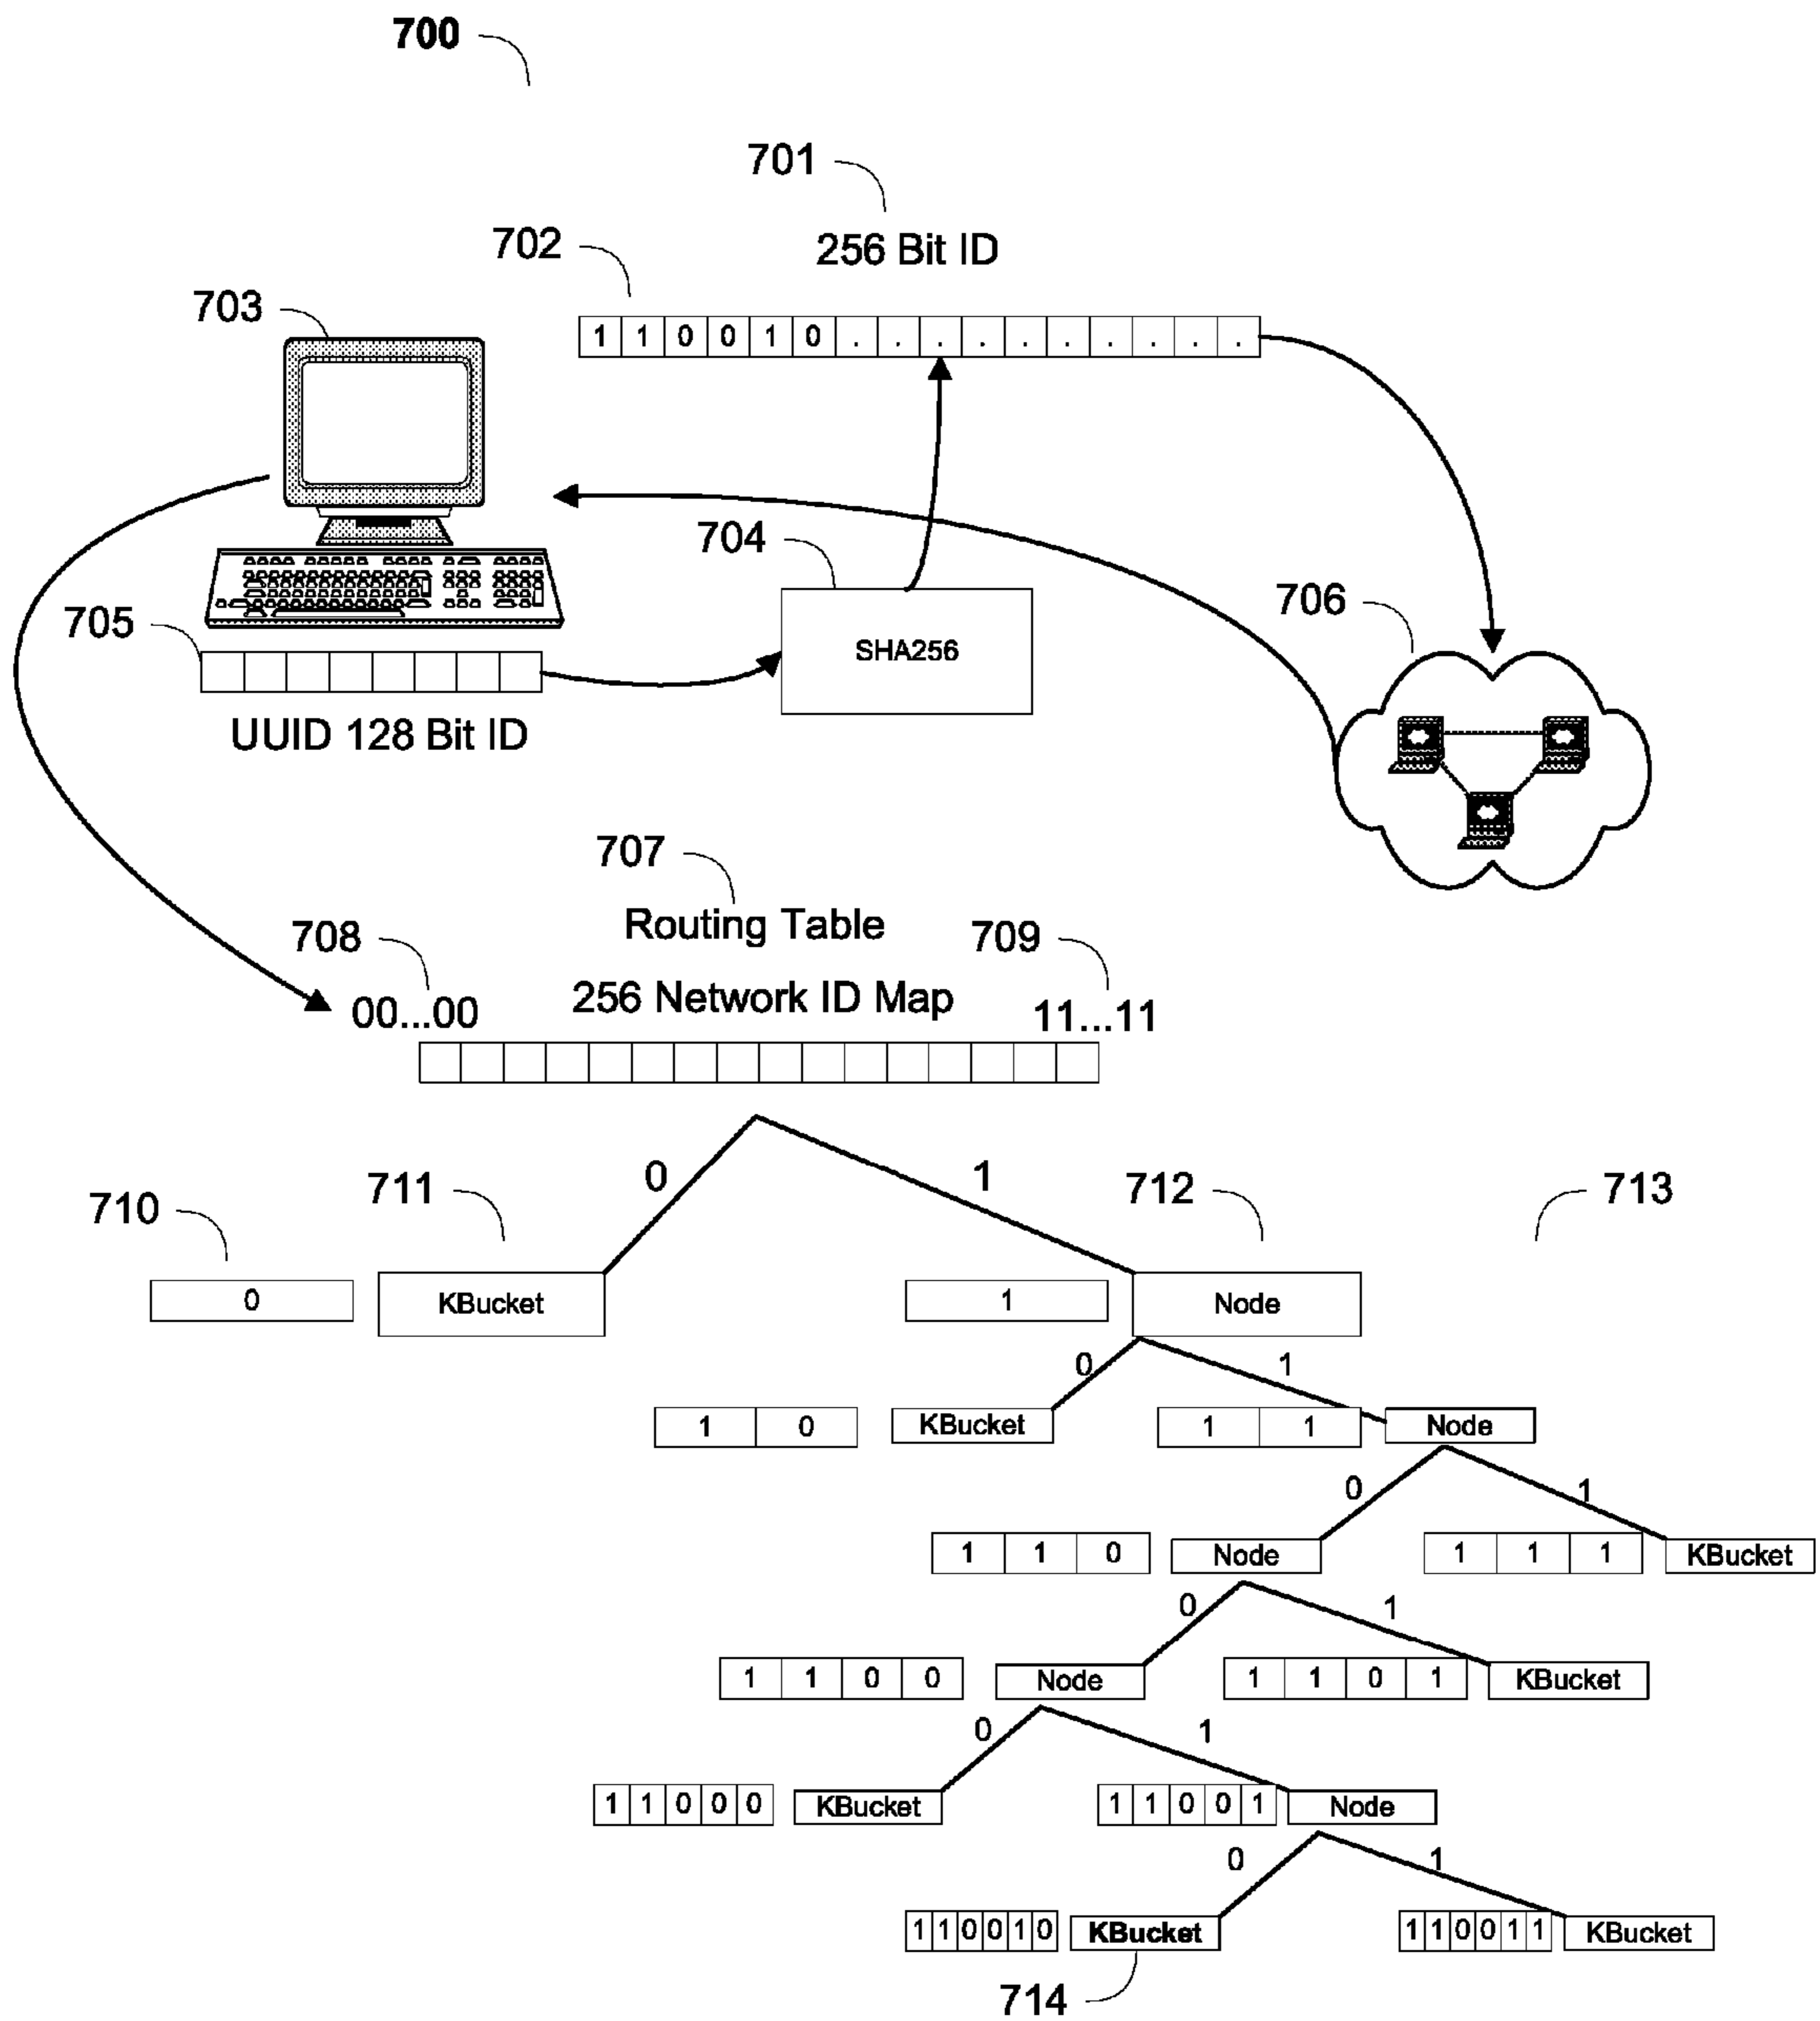 700
701
702
256 Bit ID
703
1 1 0 0 1 0 . . . . . . . . . .
704
706
705
SHA256
UUID 128 Bit ID
707
708
Routing Table
709
00...00
256 Network ID Map
11...11
0
1
710
711
712
713
0
KBucket
1
Node
0
1
1 0
KBucket
1 1
Node
0
1
1 1 0
Node
1 1 1
KBucket
0
1
1 1 0 0
Node
1 1 0 1
KBucket
0
1
1 1 0 0 0
KBucket
1 1 0 0 1
Node
0
1
1 1 0 0 1 0
KBucket
1 1 0 0 1 1
KBucket
714